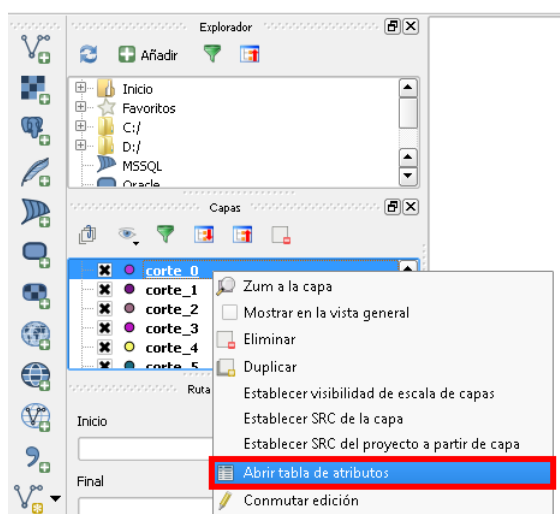 Explorador
Añadir
Inicio
Favoritos
C:/
D:/
MSSQL
Oracle
Capas
corte_0
corte_1
corte_2
corte_3
corte_4
corte_5
Zum a la capa
Mostrar en la vista general
Eliminar
Duplicar
Establecer visibilidad de escala de capas
Establecer SRC de la capa
Establecer SRC del proyecto a partir de capa
Abrir tabla de atributos
Conmutar edición
Ruta
Inicio
Final